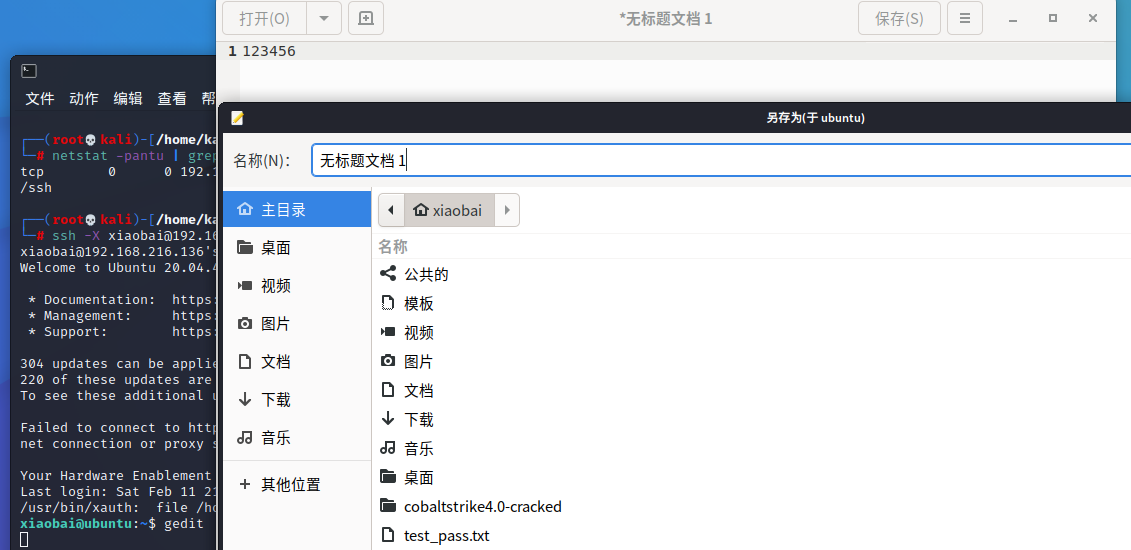 打开(O)
*无标题文档 1
保存(S)
1 123456
文件 动作 编辑 查看
┌──(root💀kali)-[/home/ka
└─# netstat -pantu | grep
tcp 0 0 192.1
/ssh
┌──(root💀kali)-[/home/ka
└─# ssh -X xiaobai@192.16
xiaobai@192.168.216.136's
Welcome to Ubuntu 20.04.4
* Documentation: https:
* Management: https:
* Support: https:
304 updates can be applie
220 of these updates are
To see these additional u
Failed to connect to http
net connection or proxy s
Your Hardware Enablement
Last login: Sat Feb 11 21
/usr/bin/xauth: file /ho
xiaobai@ubuntu:~$ gedit
另存为(于 ubuntu)
名称(N)：
无标题文档 1
主目录
桌面
视频
图片
文档
下载
音乐
+ 其他位置
xiaobai
名称
公共的
模板
视频
图片
文档
下载
音乐
桌面
cobaltstrike4.0-cracked
test_pass.txt